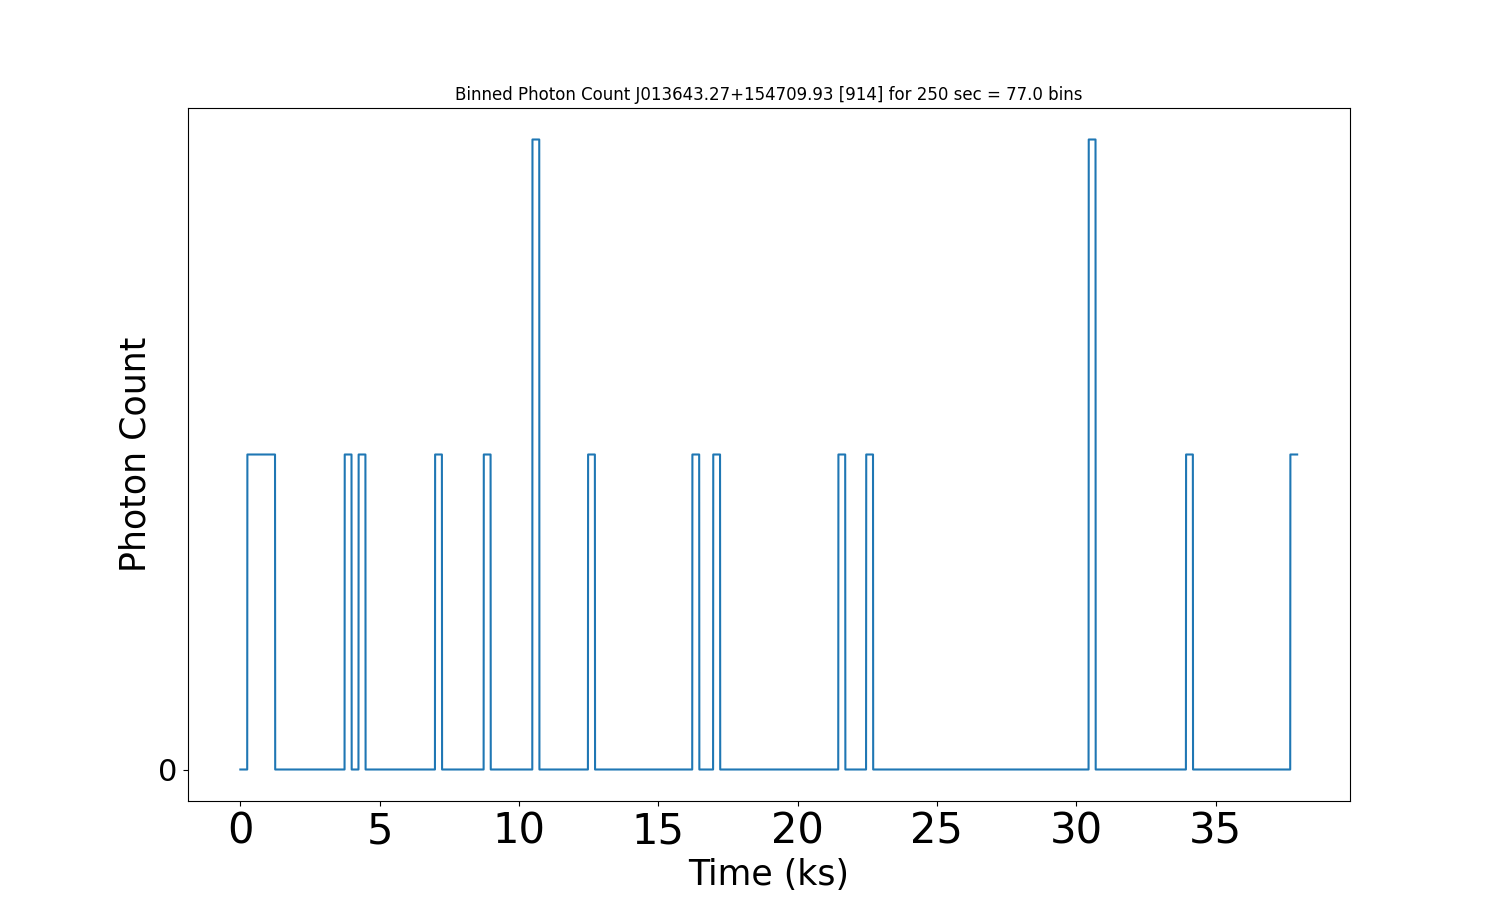 Binned Photon Count J013643.27+154709.93 [914] for 250 sec = 77.0 bins
Photon Count
0
0 5 10 15 20 25 30 35
Time (ks)